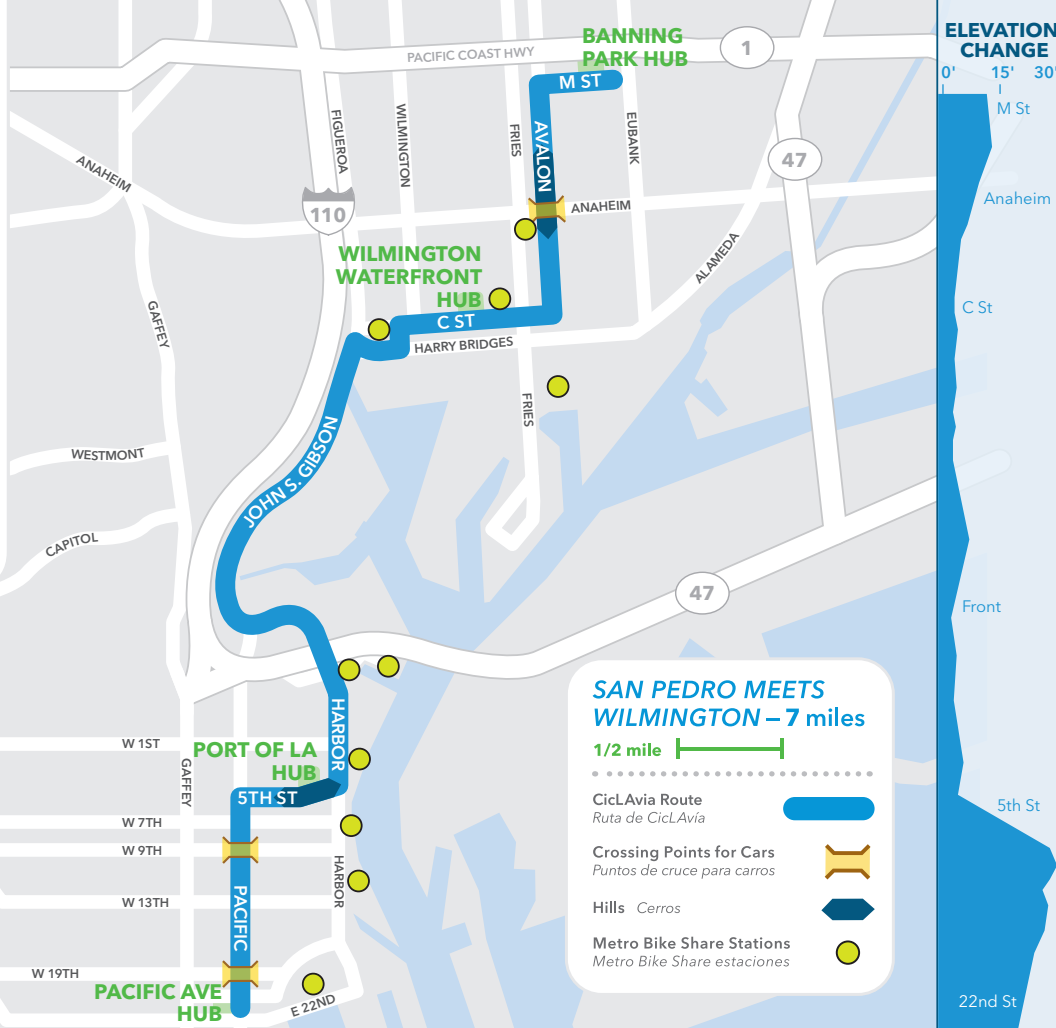 BANNING
PARK HUB
PACIFIC COAST HWY
1
M ST
FIGUEROA
WILMINGTON
FRIES
AVALON
EUBANK
47
ANAHEIM
110
ANAHEIM
WILMINGTON
WATERFRONT
HUB
ALAMEDA
GAFFEY
C ST
HARRY BRIDGES
FRIES
JOHN S. GIBSON
WESTMONT
CAPITOL
47
HARBOR
W 1ST
PORT OF LA
HUB
GAFFEY
5TH ST
W 7TH
W 9TH
HARBOR
W 13TH
PACIFIC
W 19TH
PACIFIC AVE
HUB
E 22ND
SAN PEDRO MEETS
WILMINGTON – 7 miles
1/2 mile
CicLAvia Route
Ruta de CicLAvía
Crossing Points for Cars
Puntos de cruce para carros
Hills Cerros
Metro Bike Share Stations
Metro Bike Share estaciones
ELEVATION
CHANGE
0' 15' 30'
M St
Anaheim
C St
Front
5th St
22nd St